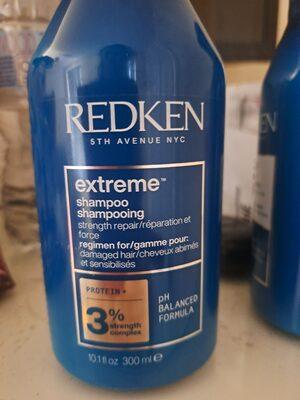 REDKEN
5TH AVENUE NYC
extreme™
shampoo
shampooing
strength repair/réparation et
force
regimen for/gamme pour:
damaged hair/cheveux abimés
et sensibilisés
PROTEIN +
3% strength
complex
pH
BALANCED
FORMULA
10.1 fl oz 300 ml e